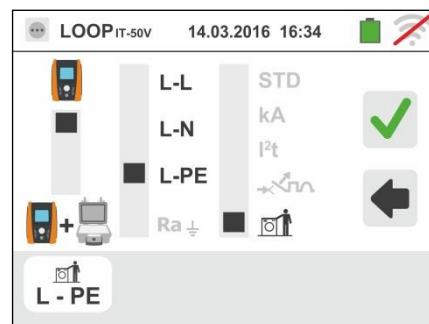 LOOP IT-50V 14.03.2016 16:34
L-L STD
L-N kA
I²t
L-PE
Ra
L - PE